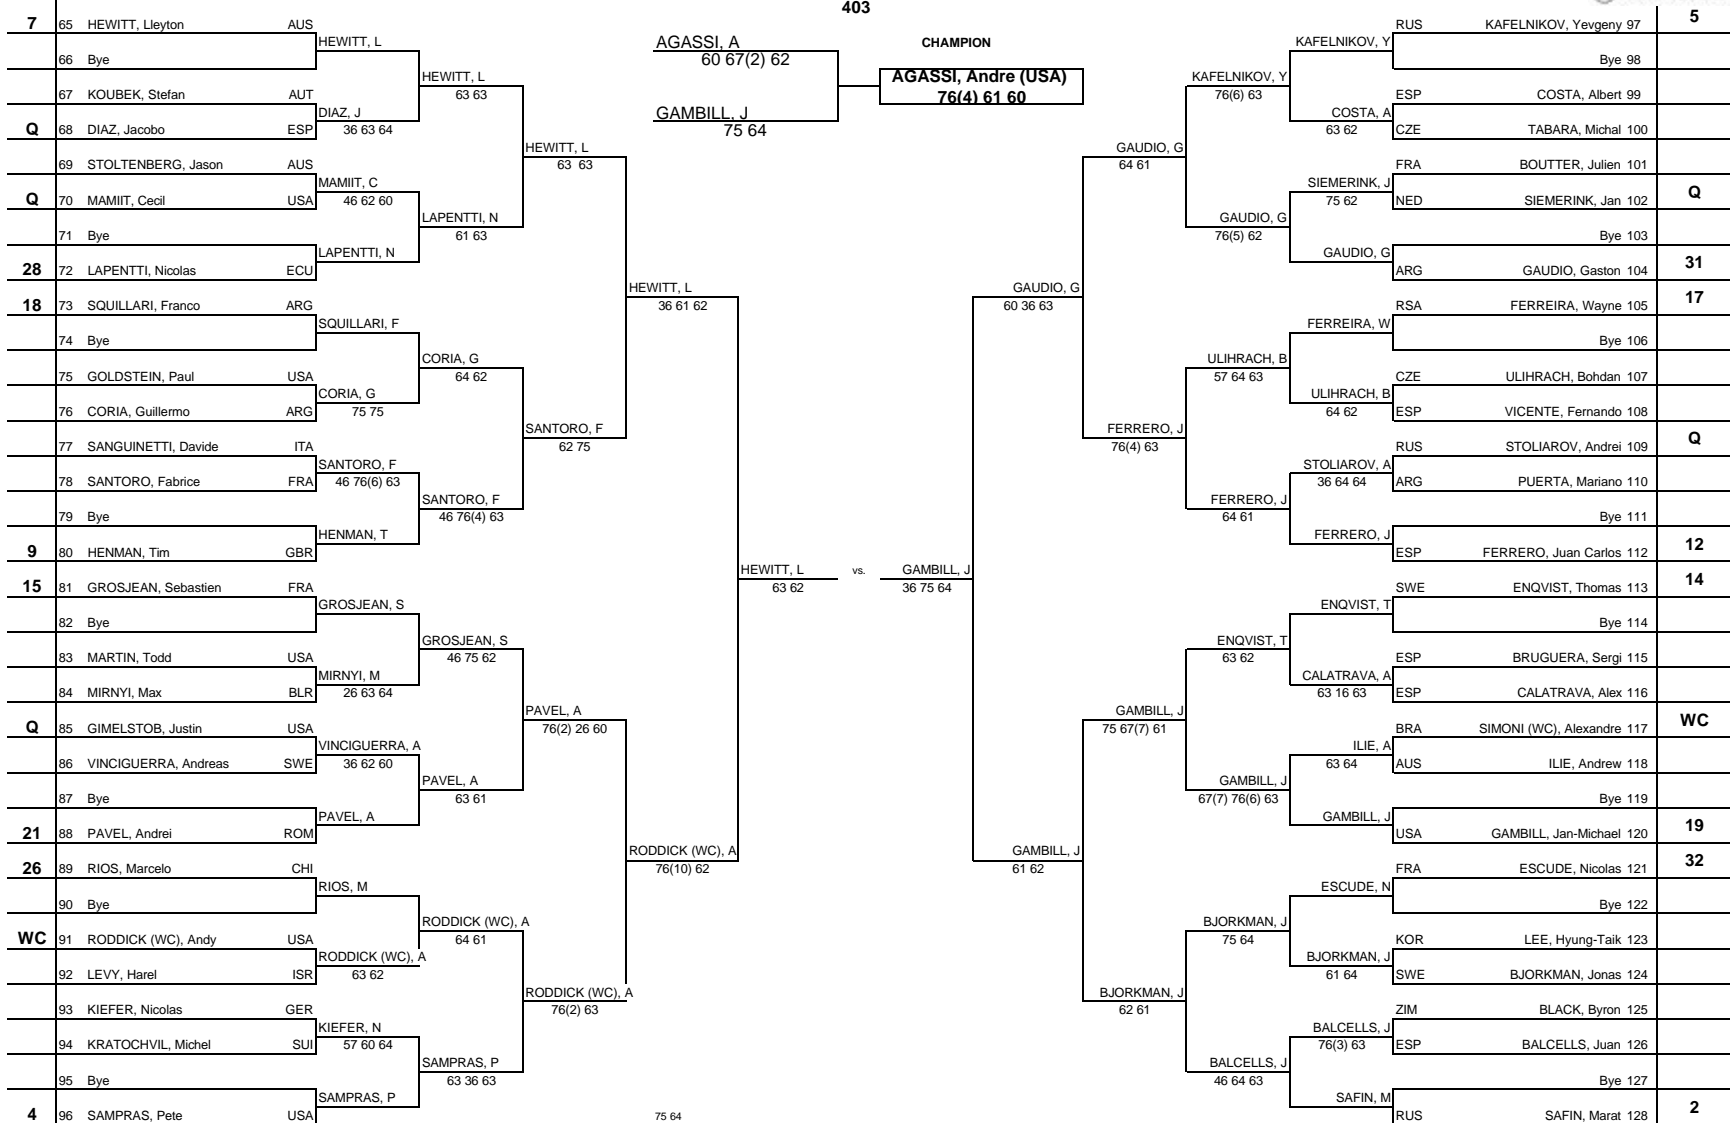 403
7 65 HEWITT, Lleyton AUS
66 Bye
67 KOUBEK, Stefan AUT
Q 68 DIAZ, Jacobo ESP
69 STOLTENBERG, Jason AUS
Q 70 MAMIIT, Cecil USA
71 Bye
28 72 LAPENTTI, Nicolas ECU
18 73 SQUILLARI, Franco ARG
74 Bye
75 GOLDSTEIN, Paul USA
76 CORIA, Guillermo ARG
77 SANGUINETTI, Davide ITA
78 SANTORO, Fabrice FRA
79 Bye
9 80 HENMAN, Tim GBR
15 81 GROSJEAN, Sebastien FRA
82 Bye
83 MARTIN, Todd USA
84 MIRNYI, Max BLR
Q 85 GIMELSTOB, Justin USA
86 VINCIGUERRA, Andreas SWE
87 Bye
21 88 PAVEL, Andrei ROM
26 89 RIOS, Marcelo CHI
90 Bye
WC 91 RODDICK (WC), Andy USA
92 LEVY, Harel ISR
93 KIEFER, Nicolas GER
94 KRATOCHVIL, Michel SUI
95 Bye
4 96 SAMPRAS, Pete USA
HEWITT, L
DIAZ, J
36 63 64
MAMIIT, C
46 62 60
LAPENTTI, N
SQUILLARI, F
CORIA, G
75 75
SANTORO, F
46 76(6) 63
HENMAN, T
GROSJEAN, S
MIRNYI, M
26 63 64
VINCIGUERRA, A
36 62 60
PAVEL, A
RIOS, M
RODDICK (WC), A
63 62
KIEFER, N
57 60 64
SAMPRAS, P
HEWITT, L
63 63
LAPENTTI, N
61 63
CORIA, G
64 62
SANTORO, F
46 76(4) 63
GROSJEAN, S
46 75 62
PAVEL, A
63 61
RODDICK (WC), A
64 61
SAMPRAS, P
63 36 63
HEWITT, L
63 63
SANTORO, F
62 75
PAVEL, A
76(2) 26 60
RODDICK (WC), A
76(2) 63
HEWITT, L
36 61 62
RODDICK (WC), A
76(10) 62
HEWITT, L
63 62
75 64
AGASSI, A
60 67(2) 62
GAMBILL, J
75 64
CHAMPION
AGASSI, Andre (USA)
76(4) 61 60
vs.
GAMBILL, J
36 75 64
GAUDIO, G
60 36 63
GAMBILL, J
61 62
GAUDIO, G
64 61
FERRERO, J
76(4) 63
GAMBILL, J
75 67(7) 61
BJORKMAN, J
62 61
KAFELNIKOV, Y
76(6) 63
GAUDIO, G
76(5) 62
ULIHRACH, B
57 64 63
FERRERO, J
64 61
ENQVIST, T
63 62
GAMBILL, J
67(7) 76(6) 63
BJORKMAN, J
75 64
BALCELLS, J
46 64 63
KAFELNIKOV, Y
COSTA, A
63 62
SIEMERINK, J
75 62
GAUDIO, G
FERREIRA, W
ULIHRACH, B
64 62
STOLIAROV, A
36 64 64
FERRERO, J
ENQVIST, T
CALATRAVA, A
63 16 63
ILIE, A
63 64
GAMBILL, J
ESCUDE, N
BJORKMAN, J
61 64
BALCELLS, J
76(3) 63
SAFIN, M
RUS KAFELNIKOV, Yevgeny 97 5
Bye 98
ESP COSTA, Albert 99
CZE TABARA, Michal 100
FRA BOUTTER, Julien 101
NED SIEMERINK, Jan 102 Q
Bye 103
ARG GAUDIO, Gaston 104 31
RSA FERREIRA, Wayne 105 17
Bye 106
CZE ULIHRACH, Bohdan 107
ESP VICENTE, Fernando 108
RUS STOLIAROV, Andrei 109 Q
ARG PUERTA, Mariano 110
Bye 111
ESP FERRERO, Juan Carlos 112 12
SWE ENQVIST, Thomas 113 14
Bye 114
ESP BRUGUERA, Sergi 115
ESP CALATRAVA, Alex 116
BRA SIMONI (WC), Alexandre 117 WC
AUS ILIE, Andrew 118
Bye 119
USA GAMBILL, Jan-Michael 120 19
FRA ESCUDE, Nicolas 121 32
Bye 122
KOR LEE, Hyung-Taik 123
SWE BJORKMAN, Jonas 124
ZIM BLACK, Byron 125
ESP BALCELLS, Juan 126
Bye 127
RUS SAFIN, Marat 128 2